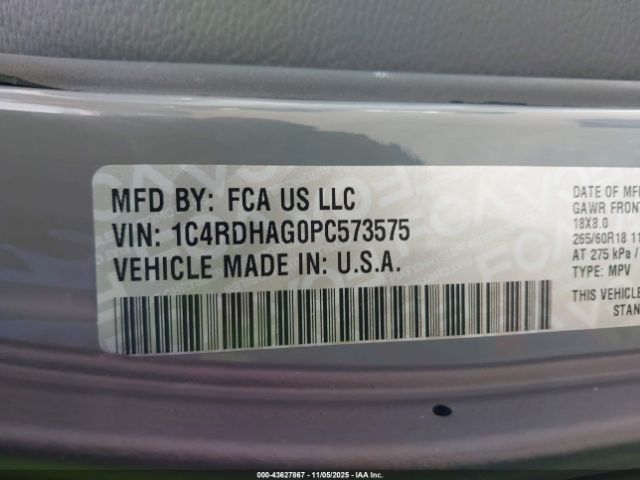 MFD BY: FCA US LLC
VIN: 1C4RDHAG0PC573575
VEHICLE MADE IN: U.S.A.
DATE OF MF
GAWR FRONT
18X8.0
265/60R18 11
AT 275 kPa /
TYPE: MPV
THIS VEHICLE
STAN
000-43627867 - 11/05/2025 - IAA Inc.